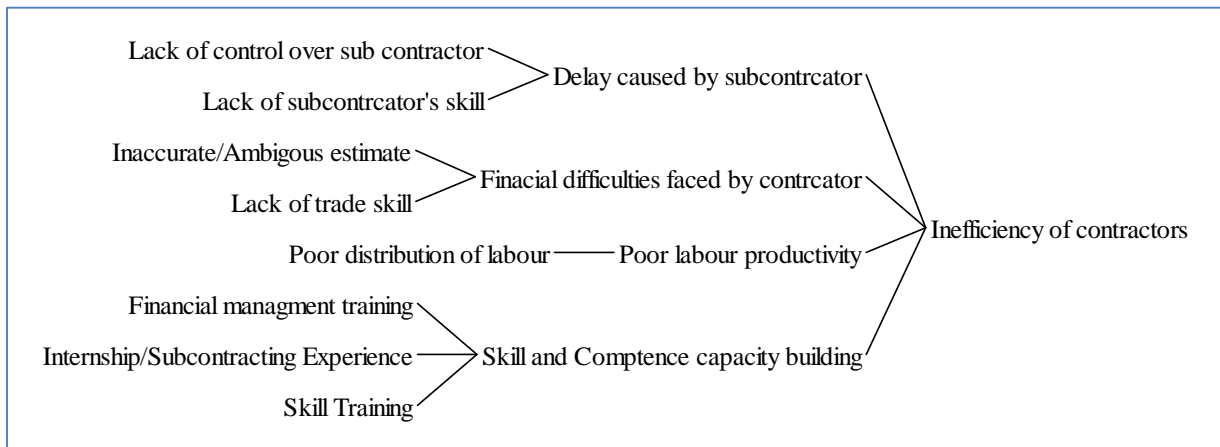 Lack of control over sub contractor
Delay caused by subcontrcator
Lack of subcontrcator's skill
Inaccurate/Ambigous estimate
Finacial difficulties faced by contrcator
Lack of trade skill
Inefficiency of contractors
Poor distribution of labour
Poor labour productivity
Financial managment training
Internship/Subcontracting Experience
Skill and Comptence capacity building
Skill Training